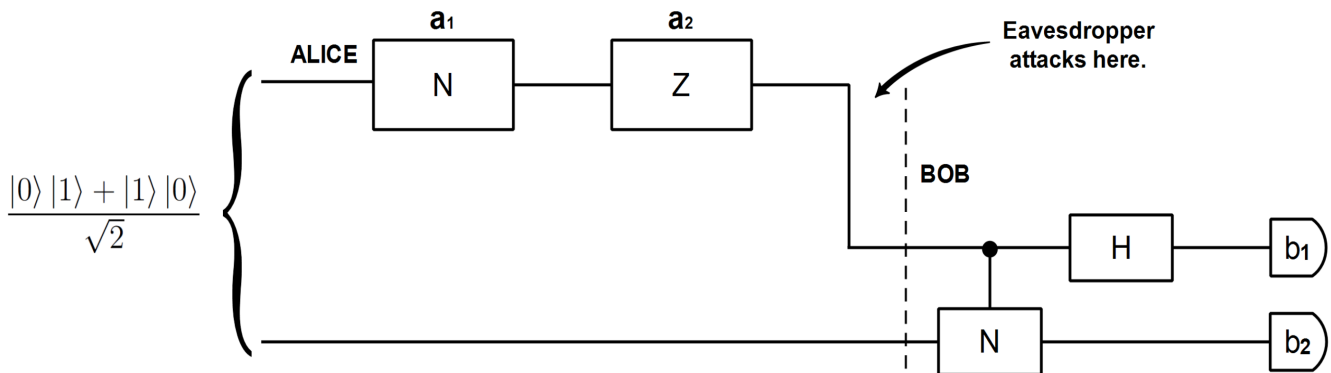 a₁
a₂
Eavesdropper
attacks here.
ALICE
N
Z
|0⟩ |1⟩ + |1⟩ |0⟩
√2
BOB
H
b₁
N
b₂